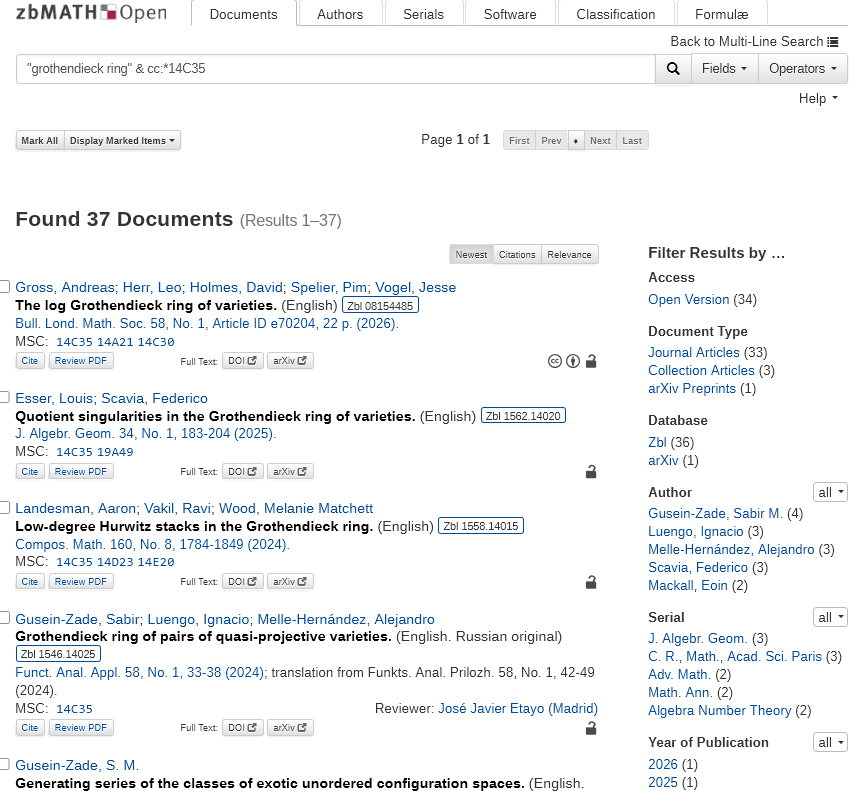 zbMATH Open
Documents Authors Serials Software Classification Formulæ
Back to Multi-Line Search
"grothendieck ring" & cc:*14C35 Fields Operators
Help
Mark All Display Marked Items Page 1 of 1 First Prev ♦ Next Last
Found 37 Documents (Results 1–37)
Newest Citations Relevance
Gross, Andreas; Herr, Leo; Holmes, David; Spelier, Pim; Vogel, Jesse
The log Grothendieck ring of varieties. (English) Zbl 08154485
Bull. Lond. Math. Soc. 58, No. 1, Article ID e70204, 22 p. (2026).
MSC: 14C35 14A21 14C30
Cite Review PDF Full Text: DOI arXiv
Esser, Louis; Scavia, Federico
Quotient singularities in the Grothendieck ring of varieties. (English) Zbl 1562.14020
J. Algebr. Geom. 34, No. 1, 183-204 (2025).
MSC: 14C35 19A49
Cite Review PDF Full Text: DOI arXiv
Landesman, Aaron; Vakil, Ravi; Wood, Melanie Matchett
Low-degree Hurwitz stacks in the Grothendieck ring. (English) Zbl 1558.14015
Compos. Math. 160, No. 8, 1784-1849 (2024).
MSC: 14C35 14D23 14E20
Cite Review PDF Full Text: DOI arXiv
Gusein-Zade, Sabir; Luengo, Ignacio; Melle-Hernández, Alejandro
Grothendieck ring of pairs of quasi-projective varieties. (English. Russian original)
Zbl 1546.14025
Funct. Anal. Appl. 58, No. 1, 33-38 (2024); translation from Funkts. Anal. Prilozh. 58, No. 1, 42-49
(2024).
MSC: 14C35 Reviewer: José Javier Etayo (Madrid)
Cite Review PDF Full Text: DOI arXiv
Gusein-Zade, S. M.
Generating series of the classes of exotic unordered configuration spaces. (English.
Filter Results by …
Access
Open Version (34)
Document Type
Journal Articles (33)
Collection Articles (3)
arXiv Preprints (1)
Database
Zbl (36)
arXiv (1)
Author all
Gusein-Zade, Sabir M. (4)
Luengo, Ignacio (3)
Melle-Hernández, Alejandro (3)
Scavia, Federico (3)
Mackall, Eoin (2)
Serial all
J. Algebr. Geom. (3)
C. R., Math., Acad. Sci. Paris (3)
Adv. Math. (2)
Math. Ann. (2)
Algebra Number Theory (2)
Year of Publication all
2026 (1)
2025 (1)